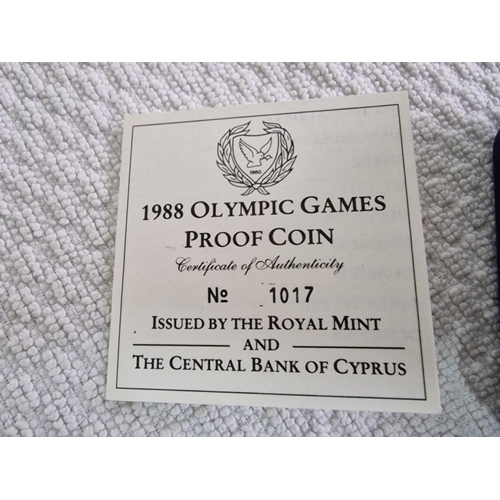 1960
1988 OLYMPIC GAMES
PROOF COIN
Certificate of Authenticity
№ 1017
ISSUED BY THE ROYAL MINT
AND
THE CENTRAL BANK OF CYPRUS